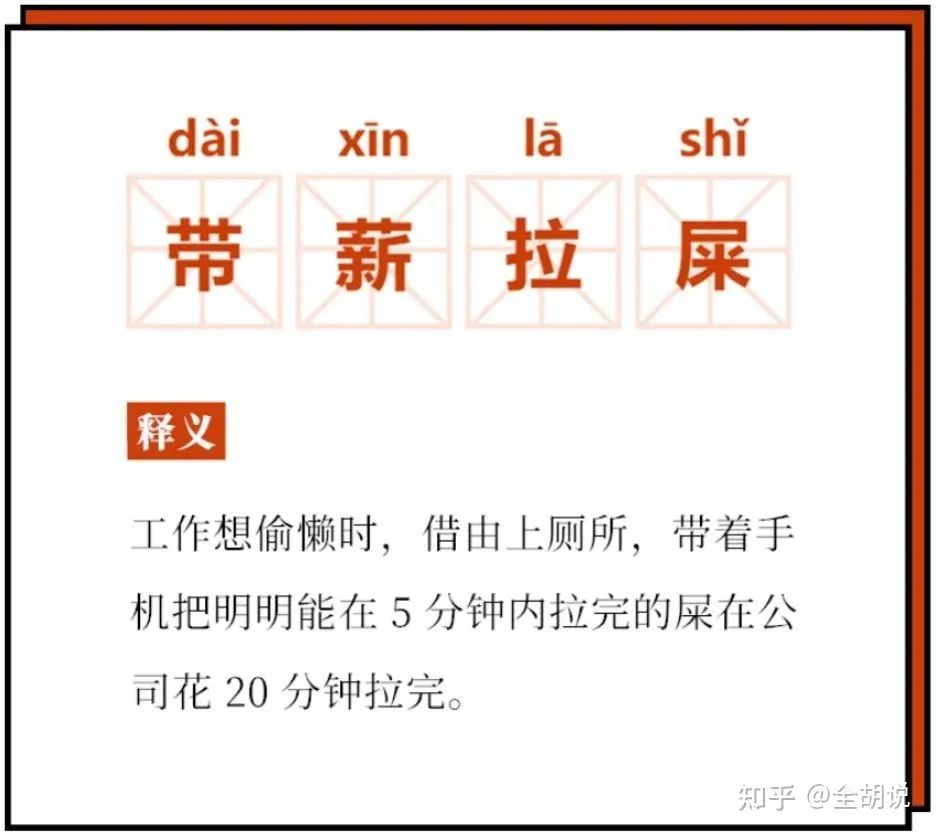 dài xīn lā shǐ
带薪拉屎
释义
工作想偷懒时，借由上厕所，带着手
机把明明能在 5 分钟内拉完的屎在公
司花 20 分钟拉完。
知乎 @全胡说